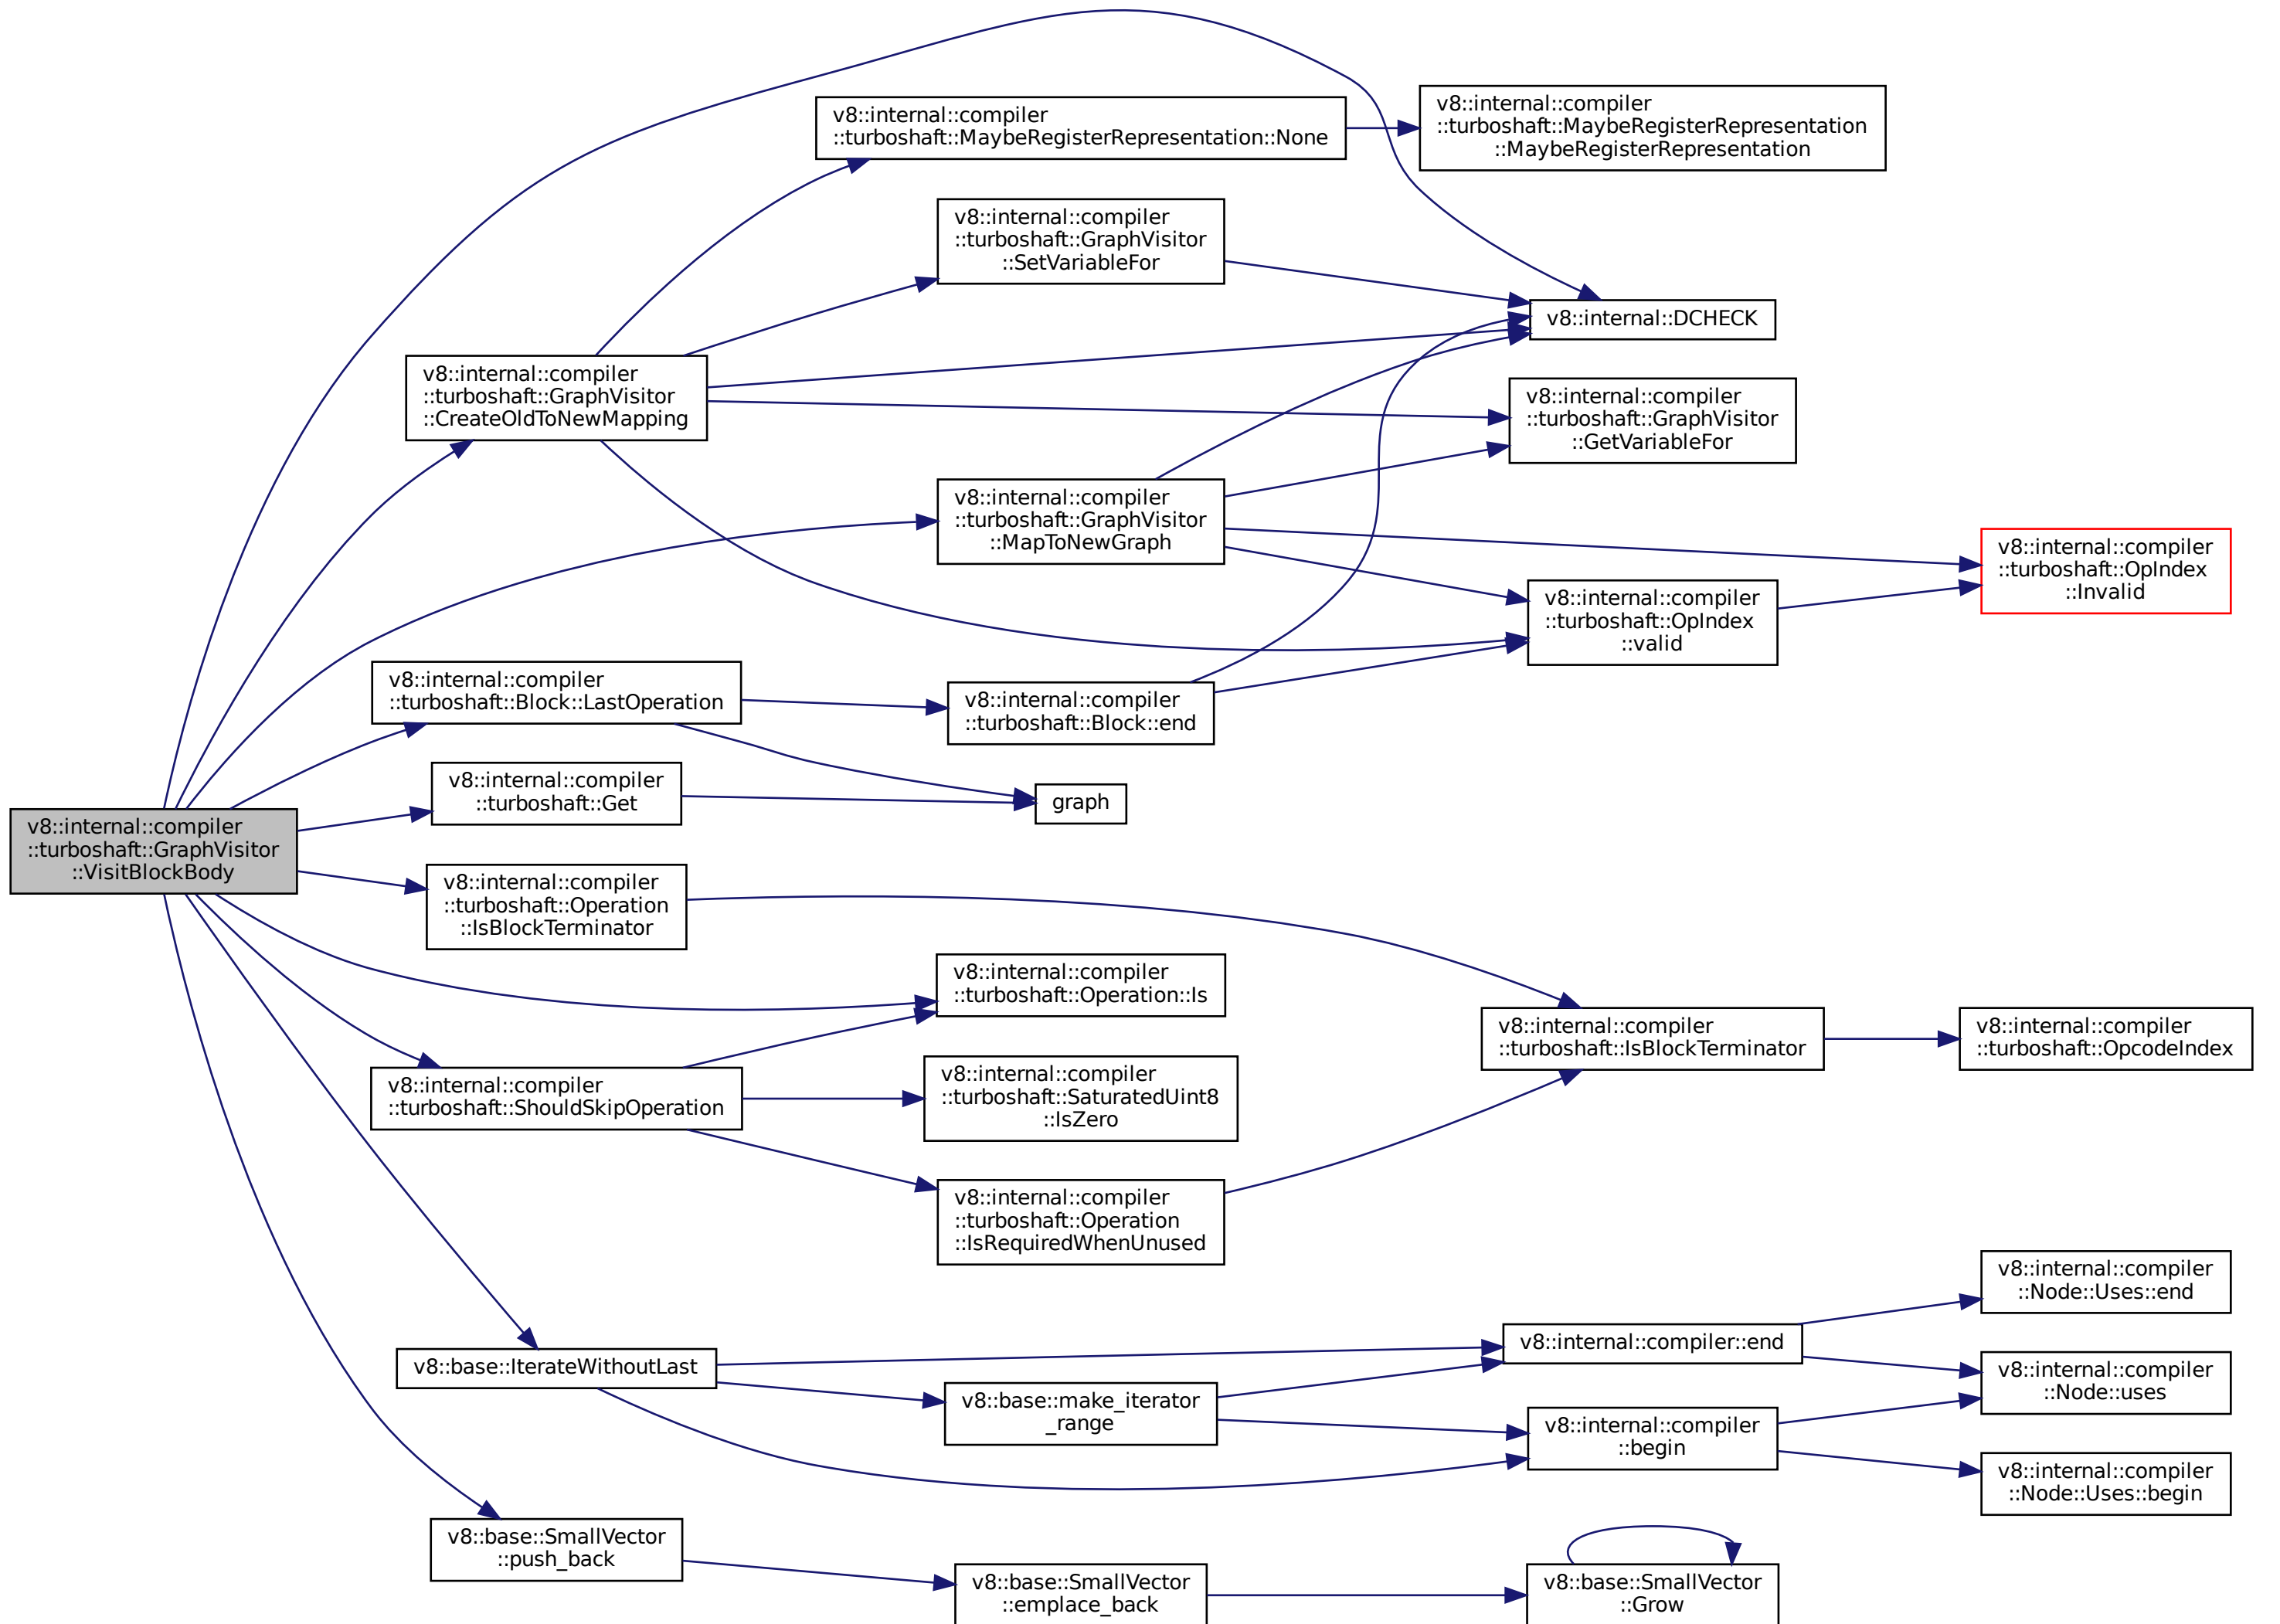 v8::internal::compiler
::turboshaft::MaybeRegisterRepresentation::None
v8::internal::compiler
::turboshaft::MaybeRegisterRepresentation
::MaybeRegisterRepresentation
v8::internal::compiler
::turboshaft::GraphVisitor
::SetVariableFor
v8::internal::DCHECK
v8::internal::compiler
::turboshaft::GraphVisitor
::CreateOldToNewMapping
v8::internal::compiler
::turboshaft::GraphVisitor
::GetVariableFor
v8::internal::compiler
::turboshaft::GraphVisitor
::MapToNewGraph
v8::internal::compiler
::turboshaft::OpIndex
::Invalid
v8::internal::compiler
::turboshaft::OpIndex
::valid
v8::internal::compiler
::turboshaft::Block::LastOperation
v8::internal::compiler
::turboshaft::Block::end
v8::internal::compiler
::turboshaft::Get
graph
v8::internal::compiler
::turboshaft::GraphVisitor
::VisitBlockBody
v8::internal::compiler
::turboshaft::Operation
::IsBlockTerminator
v8::internal::compiler
::turboshaft::Operation::Is
v8::internal::compiler
::turboshaft::IsBlockTerminator
v8::internal::compiler
::turboshaft::OpcodeIndex
v8::internal::compiler
::turboshaft::ShouldSkipOperation
v8::internal::compiler
::turboshaft::SaturatedUint8
::IsZero
v8::internal::compiler
::turboshaft::Operation
::IsRequiredWhenUnused
v8::internal::compiler
::Node::Uses::end
v8::internal::compiler::end
v8::base::IterateWithoutLast
v8::internal::compiler
::Node::uses
v8::base::make_iterator
_range
v8::internal::compiler
::begin
v8::internal::compiler
::Node::Uses::begin
v8::base::SmallVector
::push_back
v8::base::SmallVector
::emplace_back
v8::base::SmallVector
::Grow